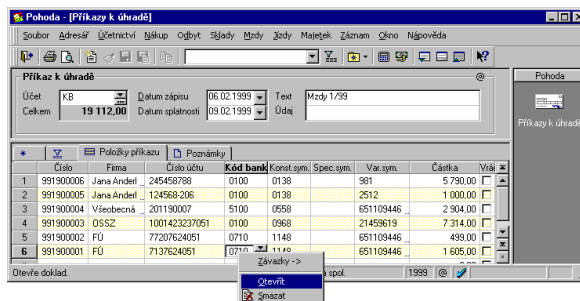 Pohoda - [Příkazy k úhradě]
Soubor Adresář Účetnictví Nákup Odbyt Sklady Mzdy Jízdy Majetek Záznam Okno Nápověda
Příkaz k úhradě @
Pohoda
Účet KB Datum zápisu 06.02.1999 Text Mzdy 1/99
Celkem 19 112,00 Datum splatnosti 09.02.1999 Údaj
Příkazy k úhradě
Položky příkazu Poznámky
Číslo Firma Číslo účtu Kód bank Konst.sym. Spec.sym. Var.sym. Částka Vrá
1 991900006 Jana Anderl 245458788 0100 0138 981 5 790,00
2 991900005 Jana Anderl 124568-206 0100 0138 2512 1 000,00
3 991900004 Všeobecná 201190007 5100 0558 651109446 2 904,00
4 991900003 OSSZ 1001423237051 0100 0968 21459619 7 314,00
5 991900002 FÚ 77207624051 0710 1148 651109446 499,00
6 991900001 FÚ 7137624051 0710 1148 651109446 1 605,00
Závazky ->
Otevřít
Smazat
Otevře doklad.
spol. 1999 @